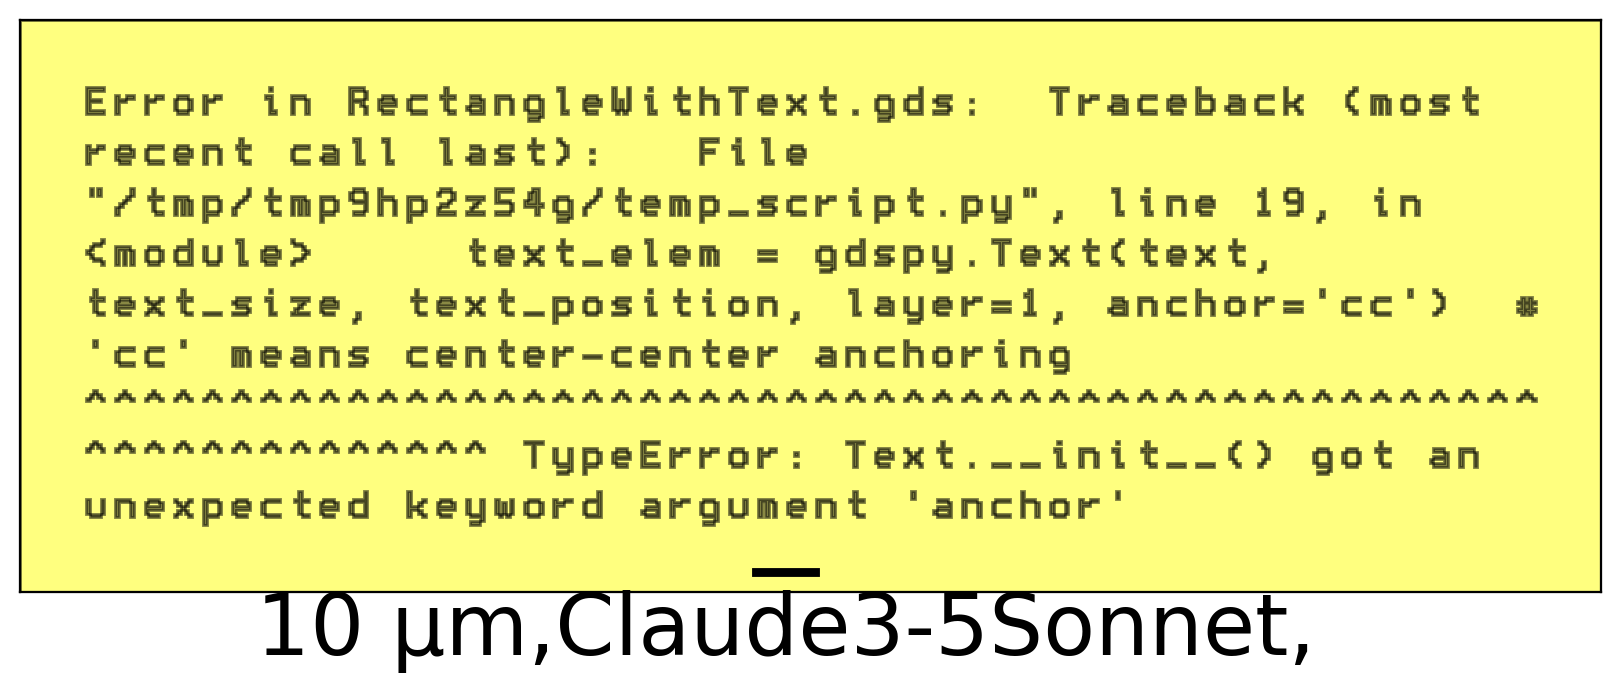 Error in RectangleWithText.gds:  Traceback (most
recent call last):   File
"/tmp/tmp9hp2z54g/temp_script.py", line 19, in
<module>     text_elem = gdspy.Text(text,
text_size, text_position, layer=1, anchor='cc')  #
'cc' means center-center anchoring
^^^^^^^^^^^^^^^^^^^^^^^^^^^^^^^^^^^^^^^^^^^^^^^^^^
^^^^^^^^^^^^^^ TypeError: Text.__init__() got an
unexpected keyword argument 'anchor'
10 μm,Claude3-5Sonnet,